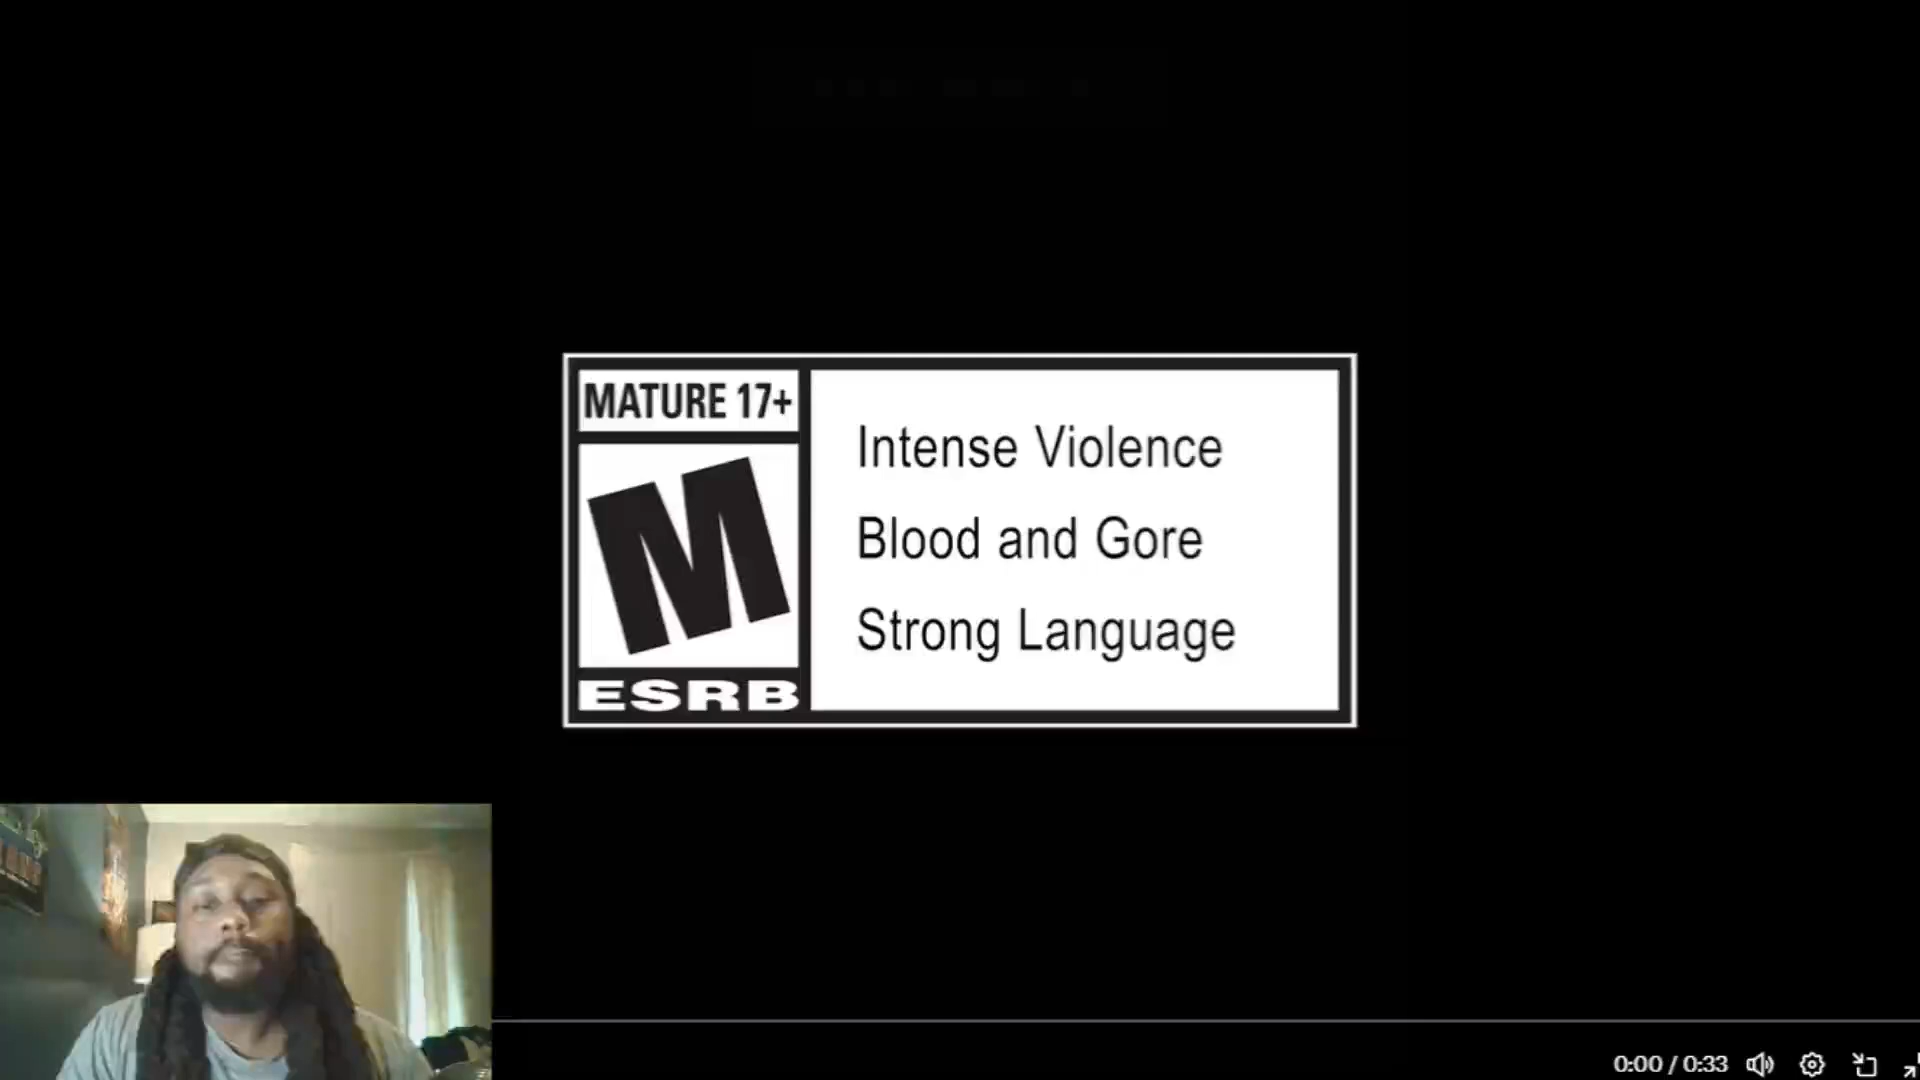 MATURE 17+
M
ESRB
Intense Violence
Blood and Gore
Strong Language
0:00 / 0:33